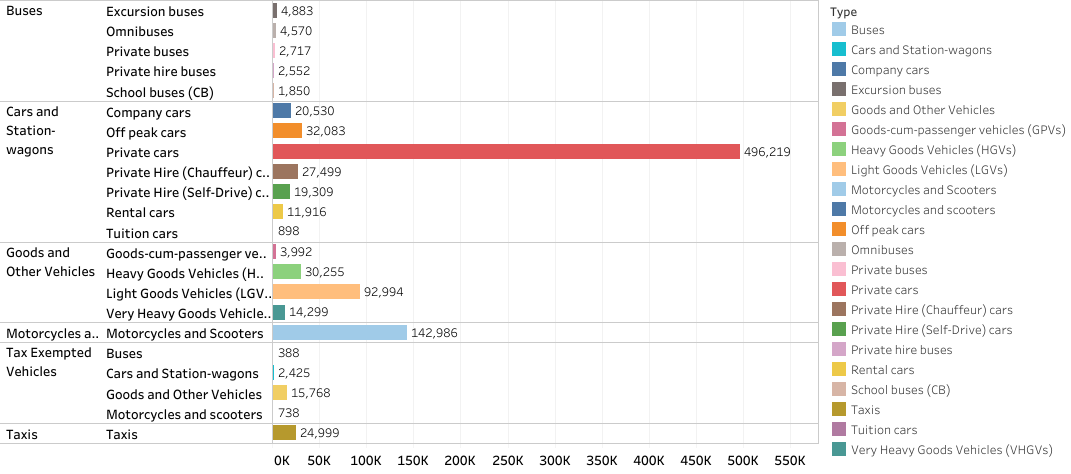 Buses
Excursion buses 4,883
Omnibuses 4,570
Private buses 2,717
Private hire buses 2,552
School buses (CB) 1,850
Cars and
Station-
wagons
Company cars 20,530
Off peak cars 32,083
Private cars 496,219
Private Hire (Chauffeur) c.. 27,499
Private Hire (Self-Drive) c.. 19,309
Rental cars 11,916
Tuition cars 898
Goods and
Other Vehicles
Goods-cum-passenger ve.. 3,992
Heavy Goods Vehicles (H.. 30,255
Light Goods Vehicles (LGV.. 92,994
Very Heavy Goods Vehicle.. 14,299
Motorcycles a.. Motorcycles and Scooters 142,986
Tax Exempted
Vehicles
Buses 388
Cars and Station-wagons 2,425
Goods and Other Vehicles 15,768
Motorcycles and scooters 738
Taxis Taxis 24,999
0K 50K 100K 150K 200K 250K 300K 350K 400K 450K 500K 550K
Type
Buses
Cars and Station-wagons
Company cars
Excursion buses
Goods and Other Vehicles
Goods-cum-passenger vehicles (GPVs)
Heavy Goods Vehicles (HGVs)
Light Goods Vehicles (LGVs)
Motorcycles and Scooters
Motorcycles and scooters
Off peak cars
Omnibuses
Private buses
Private cars
Private Hire (Chauffeur) cars
Private Hire (Self-Drive) cars
Private hire buses
Rental cars
School buses (CB)
Taxis
Tuition cars
Very Heavy Goods Vehicles (VHGVs)